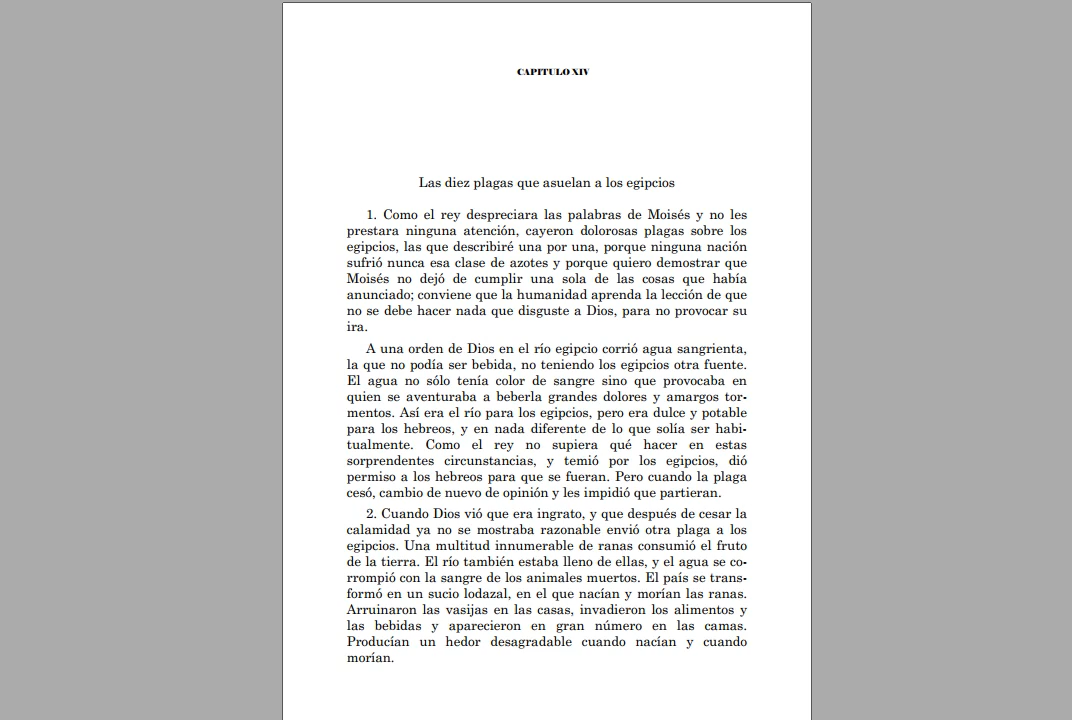 CAPITULO XIV
Las diez plagas que asuelan a los egipcios
1. Como el rey despreciara las palabras de Moisés y no les
prestara ninguna atención, cayeron dolorosas plagas sobre los
egipcios, las que describiré una por una, porque ninguna nación
sufrió nunca esa clase de azotes y porque quiero demostrar que
Moisés no dejó de cumplir una sola de las cosas que había
anunciado; conviene que la humanidad aprenda la lección de que
no se debe hacer nada que disguste a Dios, para no provocar su
ira.
A una orden de Dios en el río egipcio corrió agua sangrienta,
la que no podía ser bebida, no teniendo los egipcios otra fuente.
El agua no sólo tenía color de sangre sino que provocaba en
quien se aventuraba a beberla grandes dolores y amargos tor-
mentos. Así era el río para los egipcios, pero era dulce y potable
para los hebreos, y en nada diferente de lo que solía ser habi-
tualmente. Como el rey no supiera qué hacer en estas
sorprendentes circunstancias, y temió por los egipcios, dió
permiso a los hebreos para que se fueran. Pero cuando la plaga
cesó, cambio de nuevo de opinión y les impidió que partieran.
2. Cuando Dios vió que era ingrato, y que después de cesar la
calamidad ya no se mostraba razonable envió otra plaga a los
egipcios. Una multitud innumerable de ranas consumió el fruto
de la tierra. El río también estaba lleno de ellas, y el agua se co-
rrompió con la sangre de los animales muertos. El país se trans-
formó en un sucio lodazal, en el que nacían y morían las ranas.
Arruinaron las vasijas en las casas, invadieron los alimentos y
las bebidas y aparecieron en gran número en las camas.
Producían un hedor desagradable cuando nacían y cuando
morían.